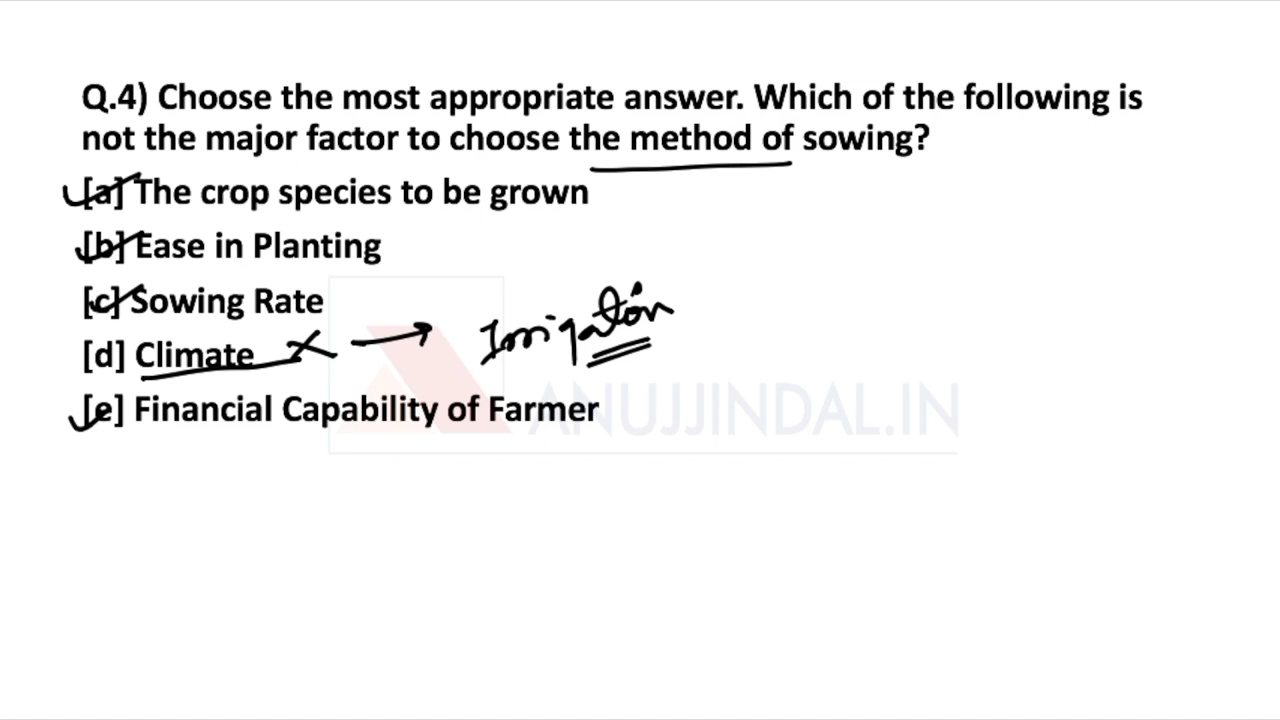 Q.4) Choose the most appropriate answer. Which of the following is
not the major factor to choose the method of sowing?
[a] The crop species to be grown
[b] Ease in Planting
[c] Sowing Rate
[d] Climate → Irrigation
[e] Financial Capability of Farmer
ANUJJINDAL.IN